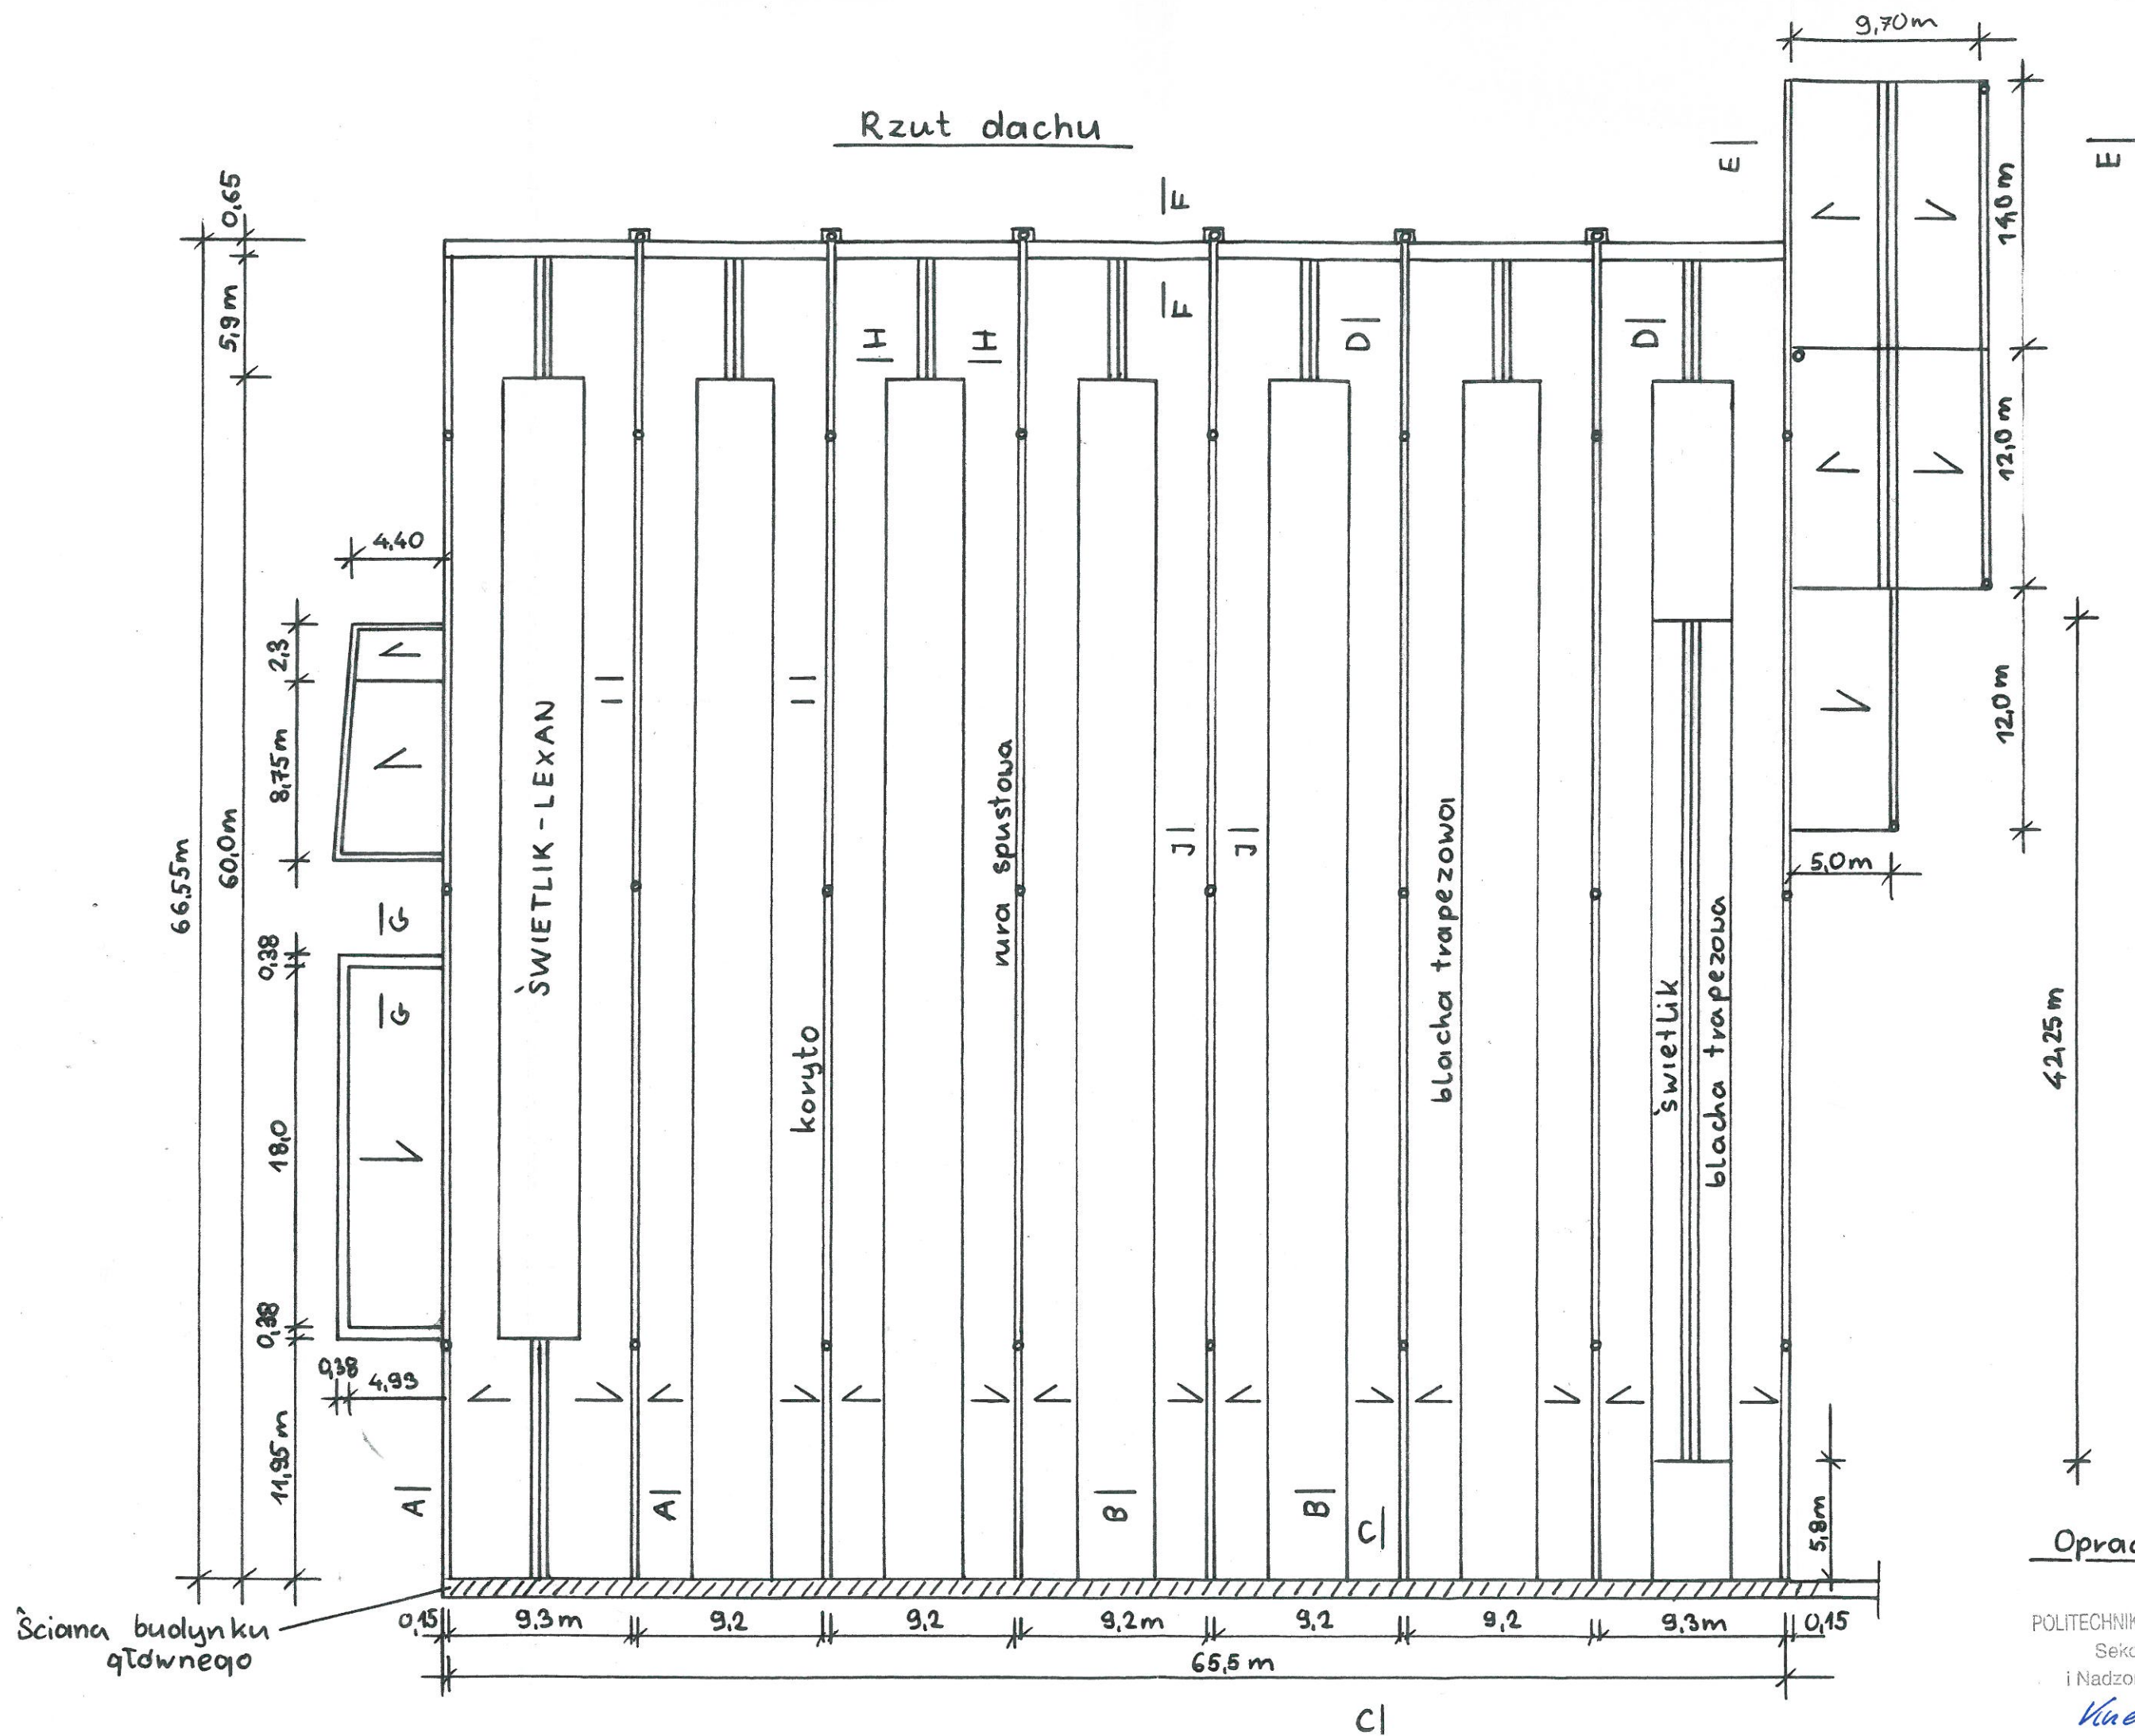 9,70m
Rzut dachu
E|
E|
|F
0,65
5,9m
14,0m
|F
H
H
D|
D|
12,0m
4,40
2,3
8,75m
66,55m
60,0m
ŚWIETLIK-LEXAN
| |
| |
rura spustowa
J|
J|
blacha trapezowa
12,0m
5,0m
|G
0,38
|G
18,0
koryto
świetlik
blacha trapezowa
42,25m
0,38
0,38
4,93
11,95m
A|
A|
B|
B|
C|
5,8m
Oprac
Ściana budynku
głównego
0,15
9,3m
9,2
9,2
9,2m
9,2
9,2
9,3m
0,15
65,5m
C|
POLITECHNIK
Sekc
i Nadzo